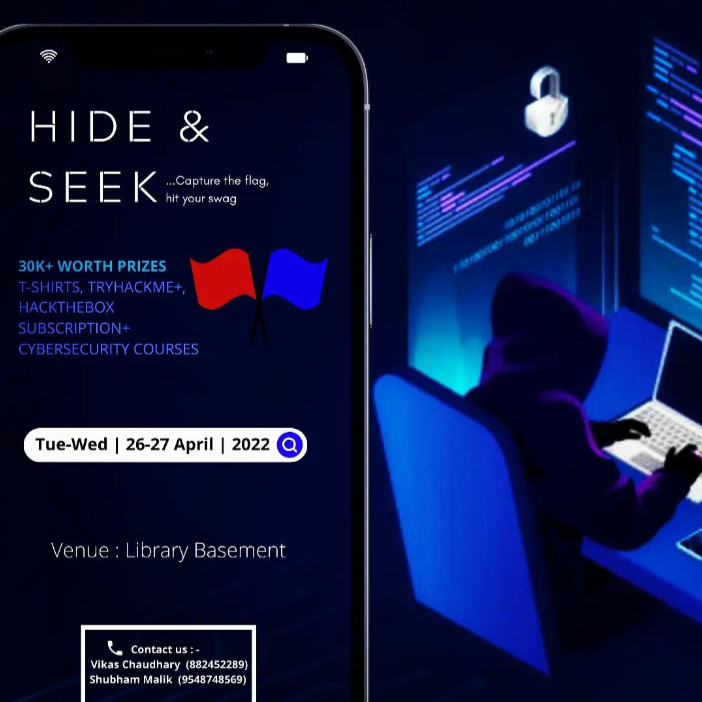 HIDE &
SEEK ...Capture the flag,
hit your swag
30K+ WORTH PRIZES
T-SHIRTS, TRYHACKME+,
HACKTHEBOX
SUBSCRIPTION+
CYBERSECURITY COURSES
Tue-Wed | 26-27 April | 2022
Venue : Library Basement
Contact us : -
Vikas Chaudhary (882452289)
Shubham Malik (9548748569)